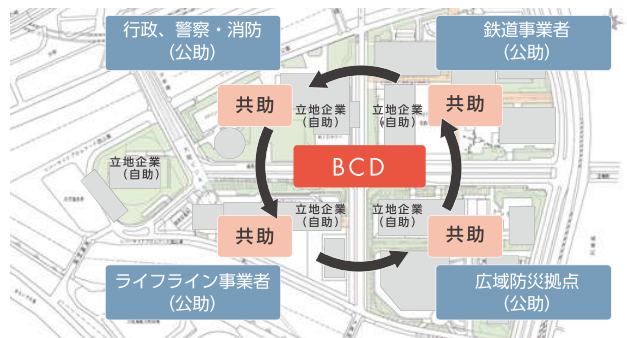 行政、警察・消防
(公助)
鉄道事業者
(公助)
共助
立地企業
(自助)
立地企業
(自助)
共助
立地企業
(自助)
BCD
共助
立地企業
(自助)
立地企業
(自助)
共助
ライフライン事業者
(公助)
広域防災拠点
(公助)